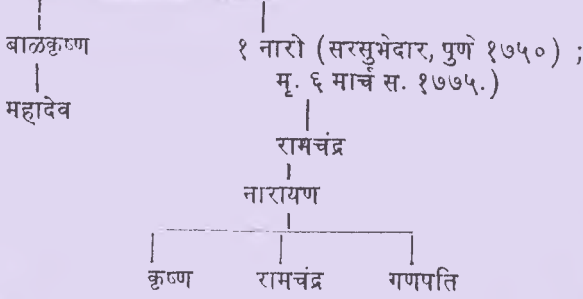 बाळकृष्ण १ नारो (सरसुभेदार, पुणे १७५०) ;
मृ. ६ मार्च स. १७७५.)
महादेव
रामचंद्र
नारायण
कृष्ण रामचंद्र गणपति